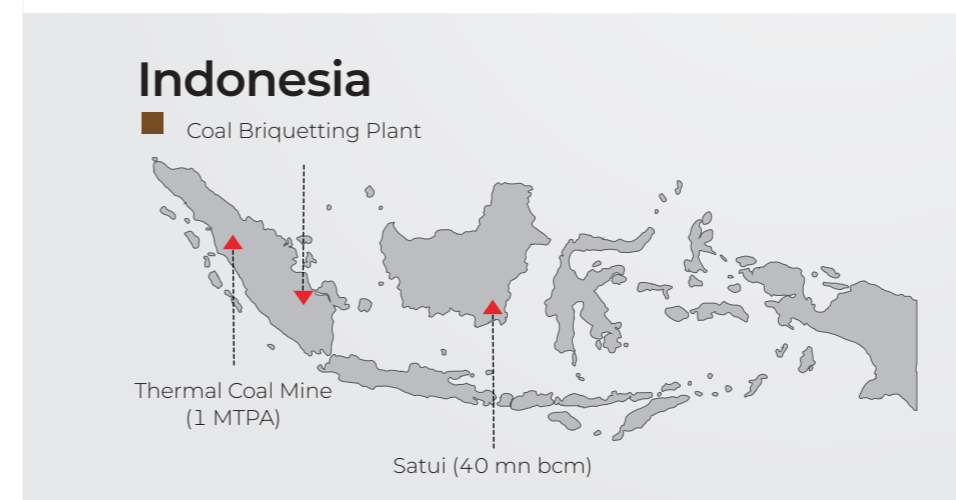 Indonesia
Coal Briquetting Plant
Thermal Coal Mine
(1 MTPA)
Satui (40 mn bcm)